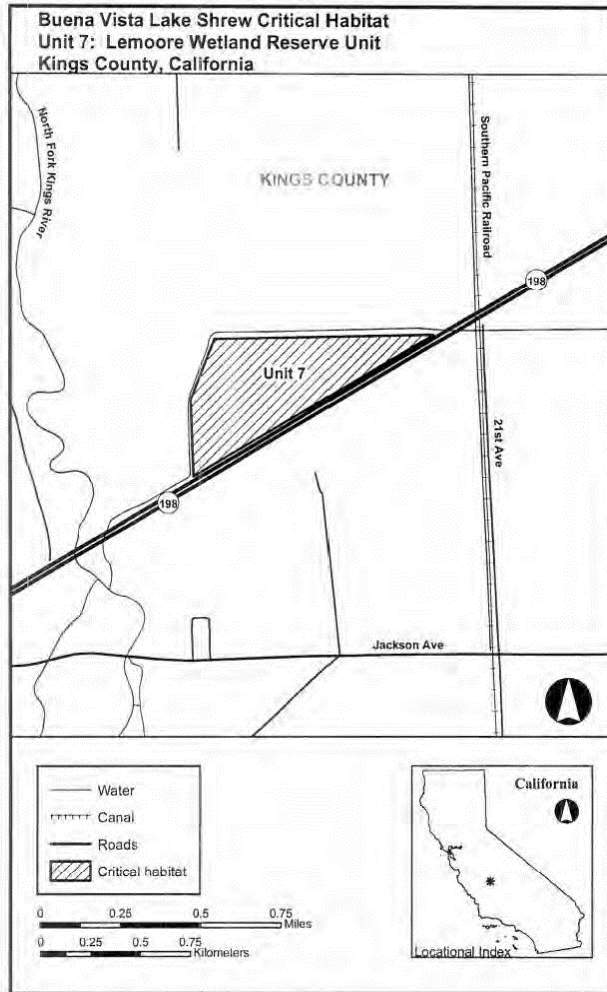 Buena Vista Lake Shrew Critical Habitat
Unit 7: Lemoore Wetland Reserve Unit
Kings County, California
North Fork Kings River
KINGS COUNTY
Southern Pacific Railroad
198
Unit 7
21st Ave
198
Jackson Ave
Water
Canal
Roads
Critical habitat
0 0.25 0.5 0.75
Miles
0 0.25 0.5 0.75
Kilometers
California
Locational Index